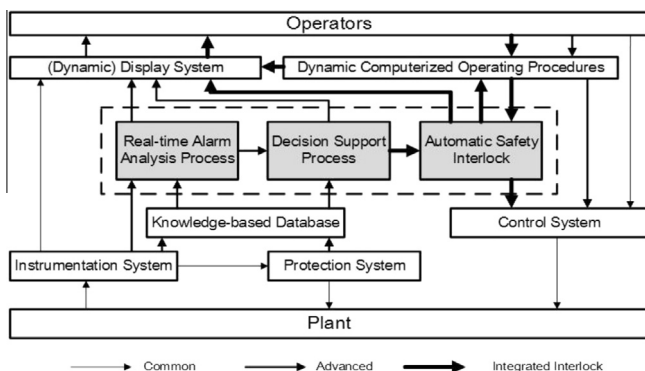 Operators
(Dynamic) Display System
Dynamic Computerized Operating Procedures
Real-time Alarm
Analysis Process
Decision Support
Process
Automatic Safety
Interlock
Knowledge-based Database
Control System
Instrumentation System
Protection System
Plant
Common
Advanced
Integrated Interlock